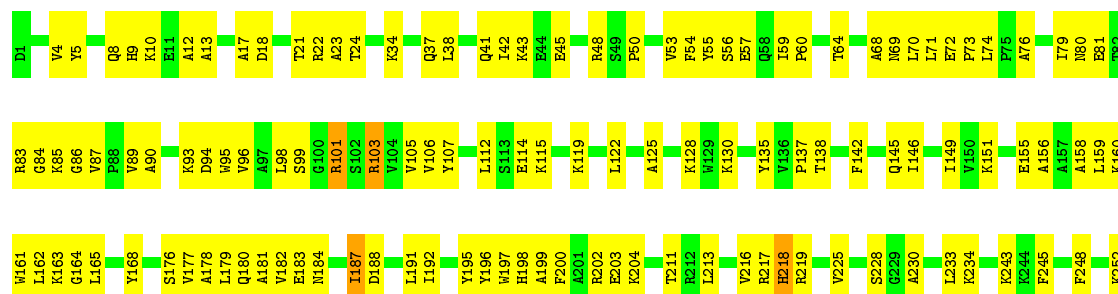 D1 V4 Y5 Q8 H9 K10 E11 A12 A13 A17 D18 T21 R22 A23 T24 K34 Q37 L38 Q41 I42 K43 E44 E45 R48 S49 P50 V53 F54 Y55 S56 E57 Q58 I59 P60 T64 A68 N69 L70 L71 E72 P73 L74 P75 A76 I79 N80 E81 T82
R83 G84 K85 G86 V87 P88 V89 A90 K93 D94 W95 V96 A97 L98 S99 G100 R101 S102 R103 V104 V105 V106 Y107 L112 S113 E114 K115 K119 L122 A125 K128 W129 K130 Y135 V136 P137 T138 F142 Q145 I146 I149 V150 K151 E155 A156 A157 A158 L159 K160
W161 L162 K163 G164 L165 Y168 S176 V177 A178 L179 Q180 A181 V182 E183 N184 I187 D188 L191 I192 Y195 Y196 W197 H198 A199 F200 A201 R202 E203 K204 T211 R212 L213 V216 R217 R219 V225 S228 G229 A230 L233 K234 K243 K244 F245 F248